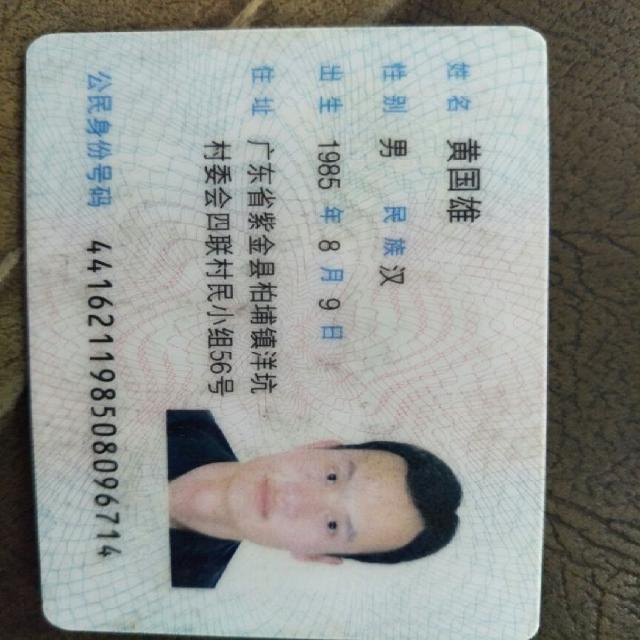 姓名 黄国雄
性别 男 民族 汉
出生 1985 年 8 月 9 日
住址 广东省紫金县柏埔镇洋坑
村委会四联村民小组56号
公民身份号码 441621198508096714